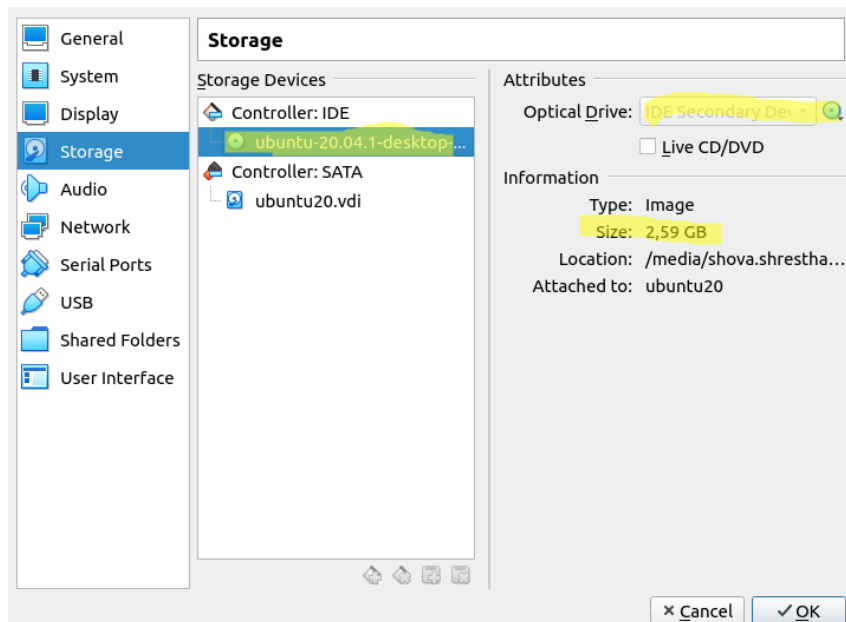 General
System
Display
Storage
Audio
Network
Serial Ports
USB
Shared Folders
User Interface
Storage
Storage Devices
Controller: IDE
ubuntu-20.04.1-desktop-...
Controller: SATA
ubuntu20.vdi
Attributes
Optical Drive: IDE Secondary De
Live CD/DVD
Information
Type: Image
Size: 2,59 GB
Location: /media/shova.shrestha...
Attached to: ubuntu20
Cancel
OK